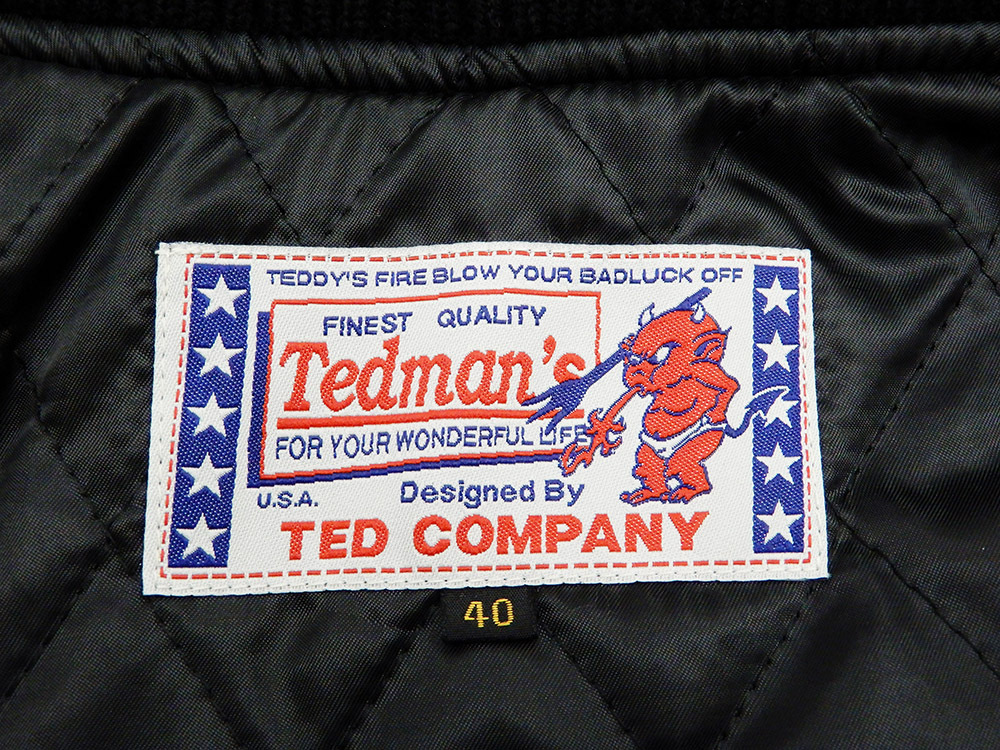 TEDDY'S FIRE BLOW YOUR BADLUCK OFF
FINEST QUALITY
Tedman's
FOR YOUR WONDERFUL LIFE
U.S.A. Designed By
TED COMPANY
40